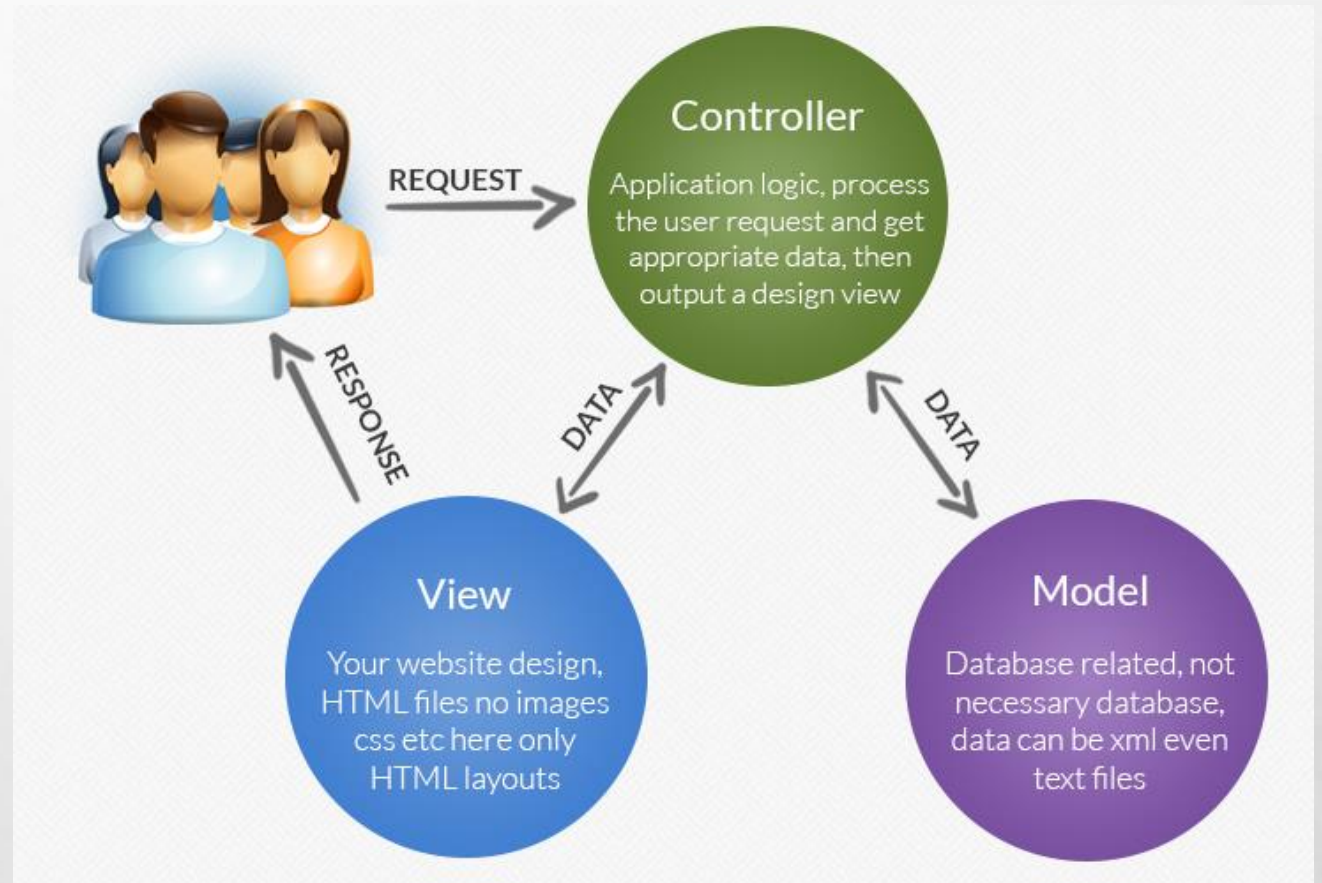 REQUEST
Controller
Application logic, process
the user request and get
appropriate data, then
output a design view
RESPONSE
DATA
DATA
View
Your website design,
HTML files no images
css etc here only
HTML layouts
Model
Database related, not
necessary database,
data can be xml even
text files